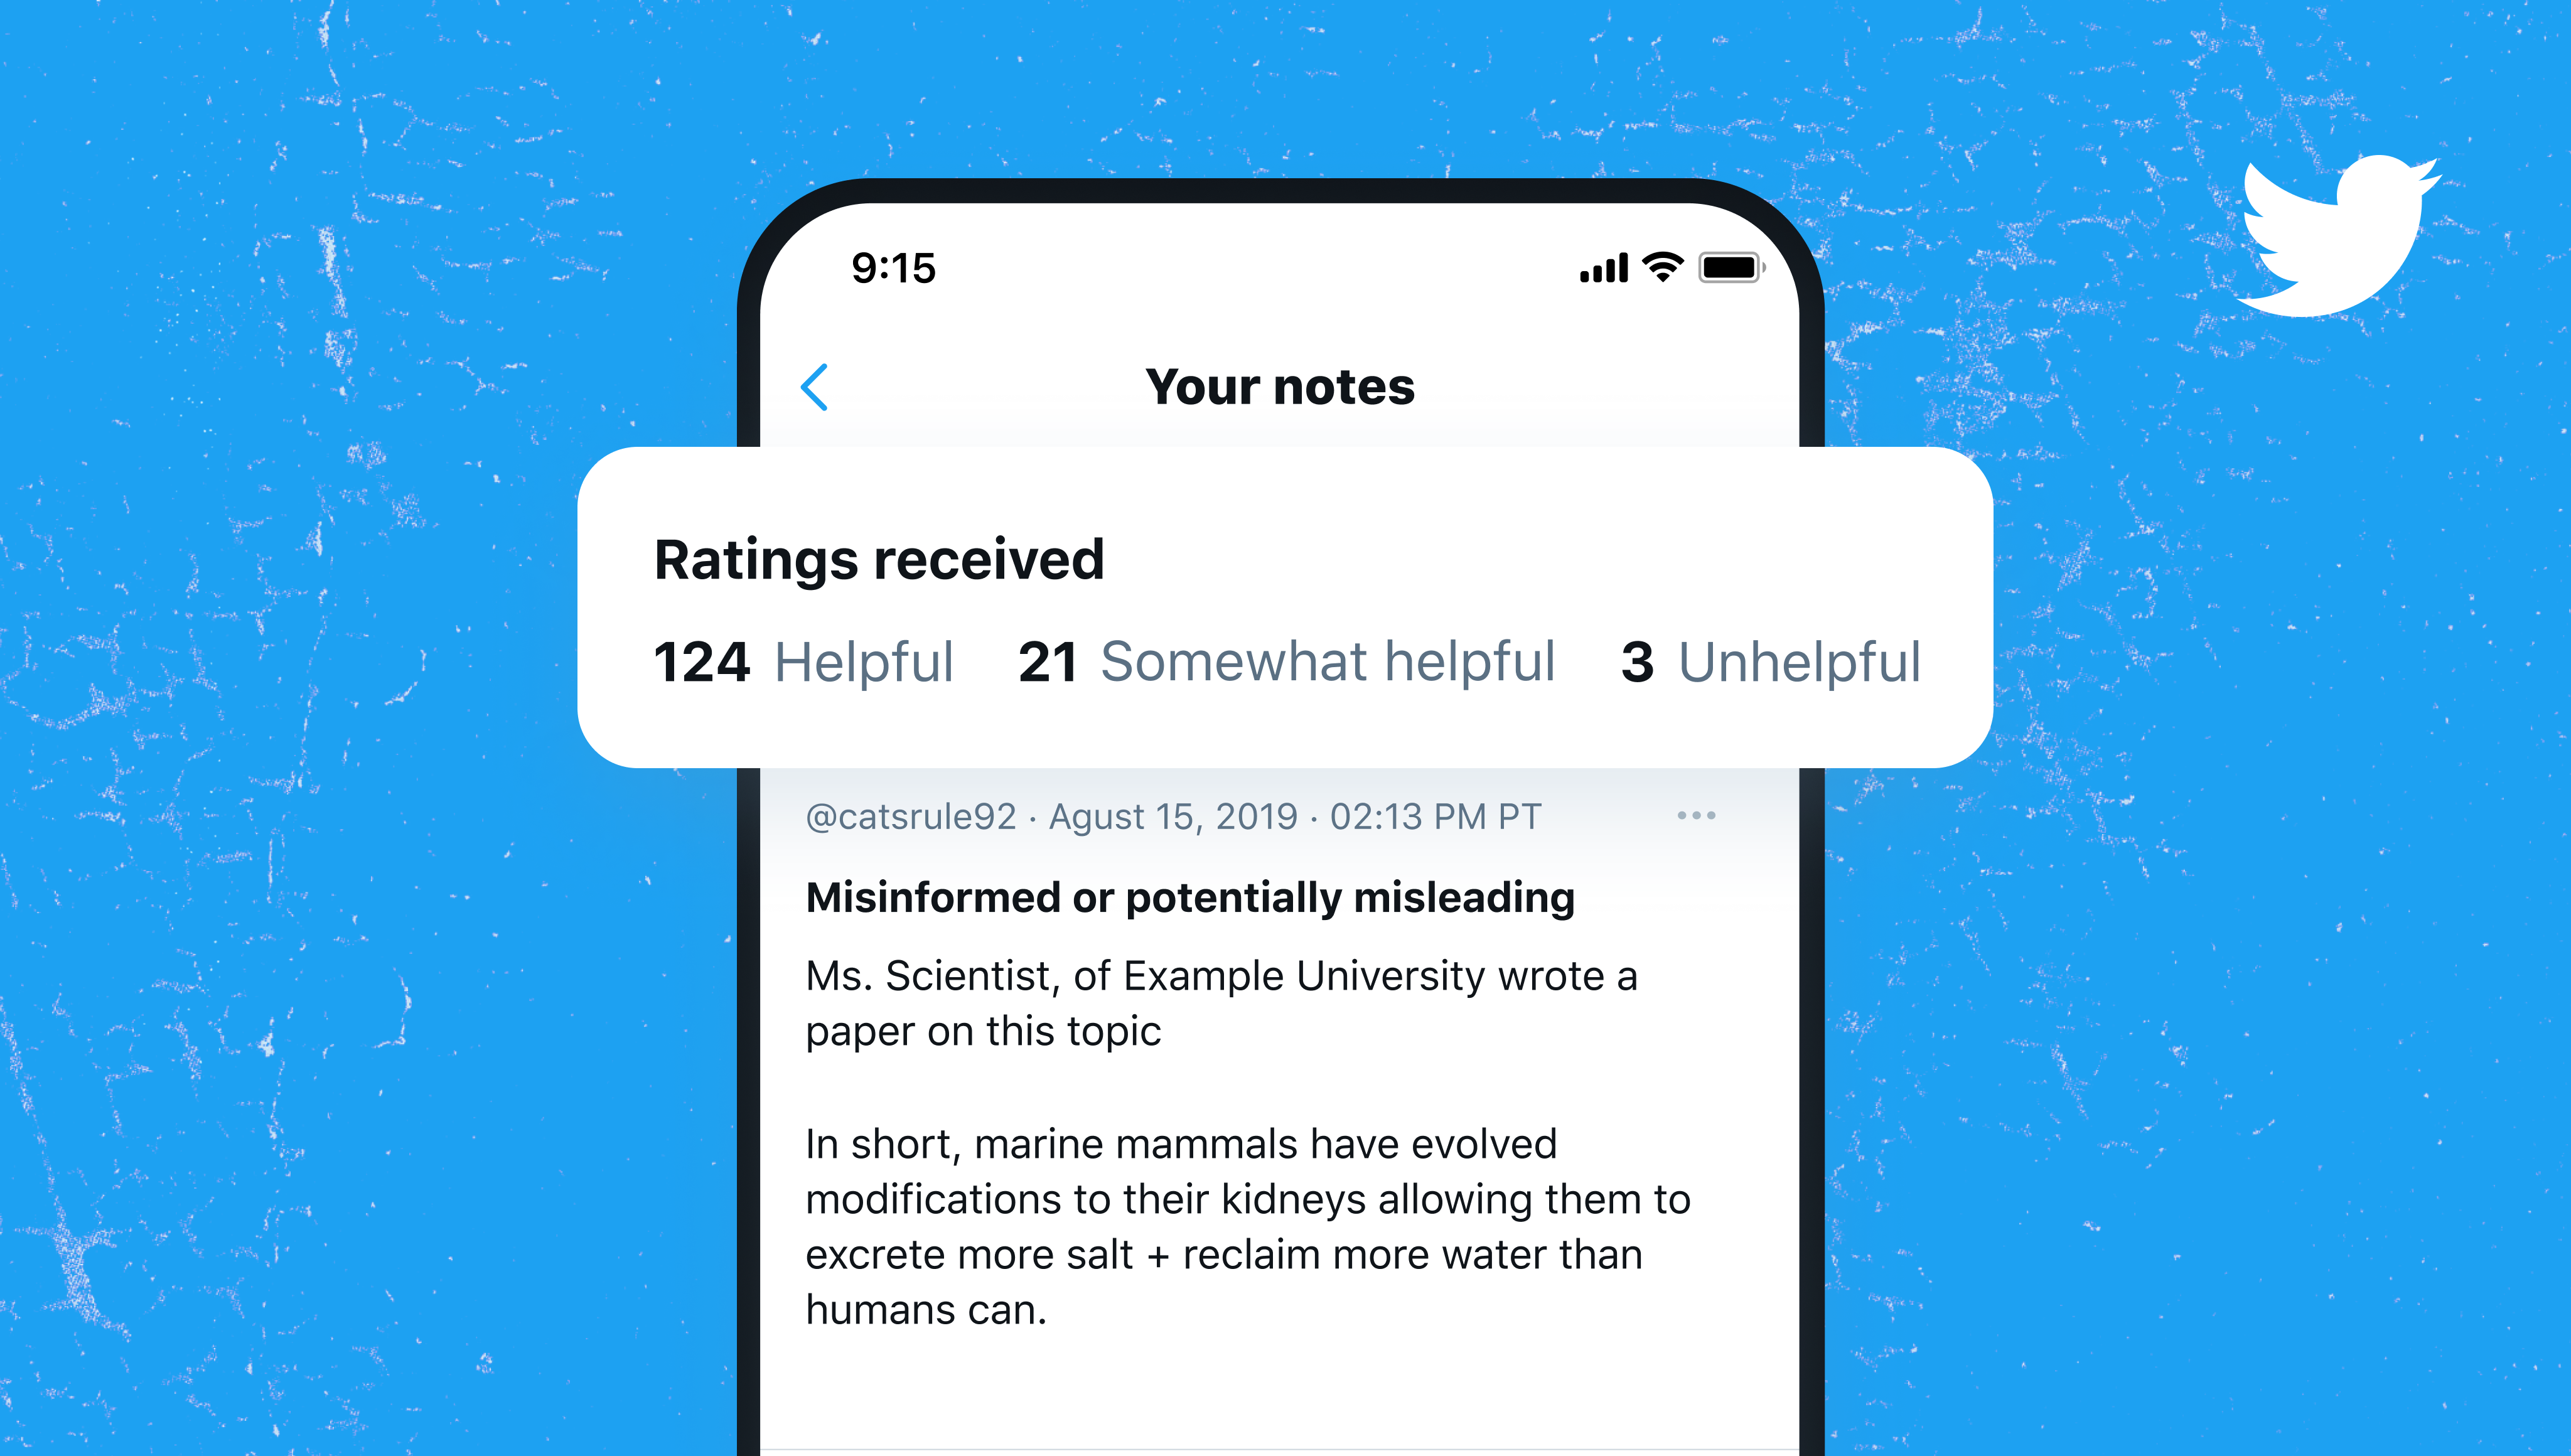 9:15
Your notes
Ratings received
124 Helpful 21 Somewhat helpful 3 Unhelpful
@catsrule92 · Agust 15, 2019 · 02:13 PM PT
Misinformed or potentially misleading
Ms. Scientist, of Example University wrote a
paper on this topic
In short, marine mammals have evolved
modifications to their kidneys allowing them to
excrete more salt + reclaim more water than
humans can.